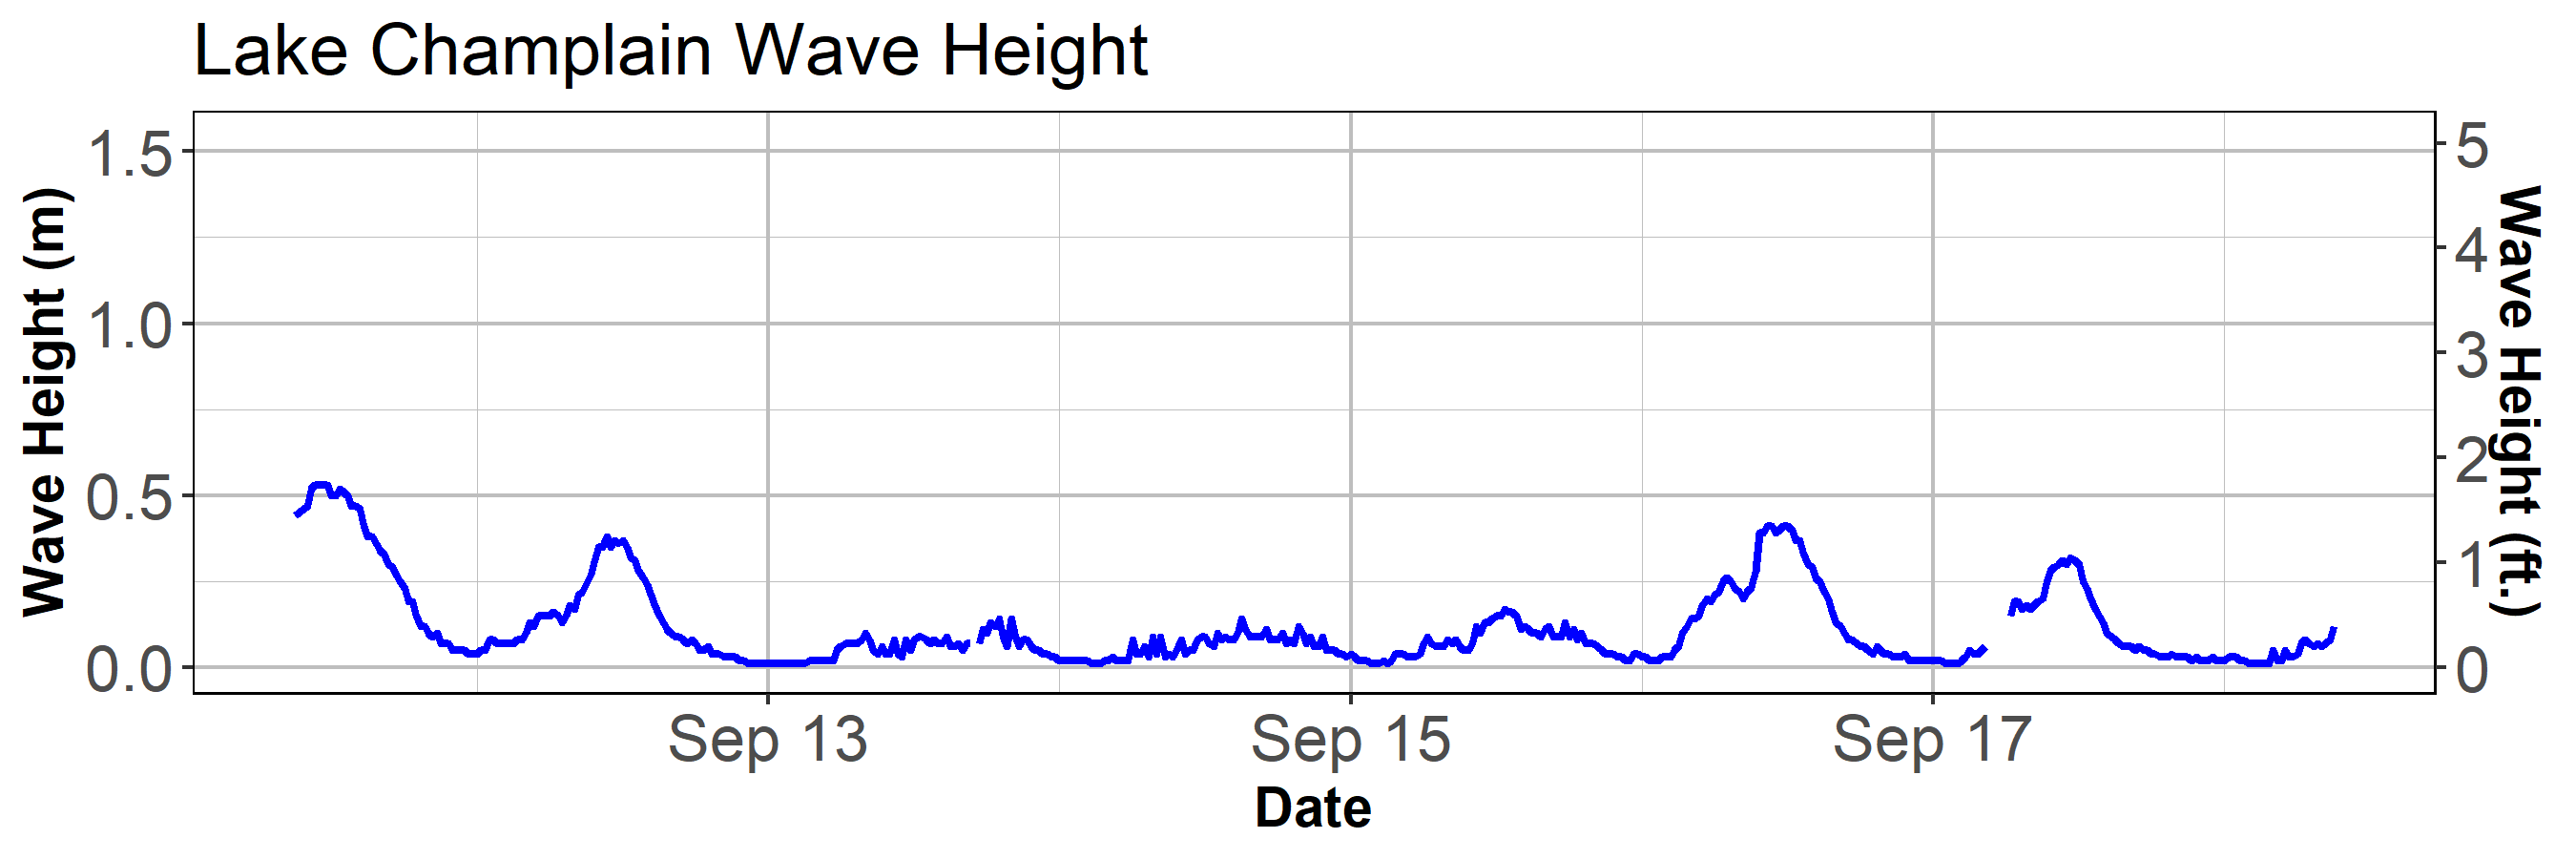 Lake Champlain Wave Height
Wave Height (m)
1.5
1.0
0.5
0.0
5
4
3
2
1
0
Wave Height (ft.)
Sep 13
Sep 15
Sep 17
Date